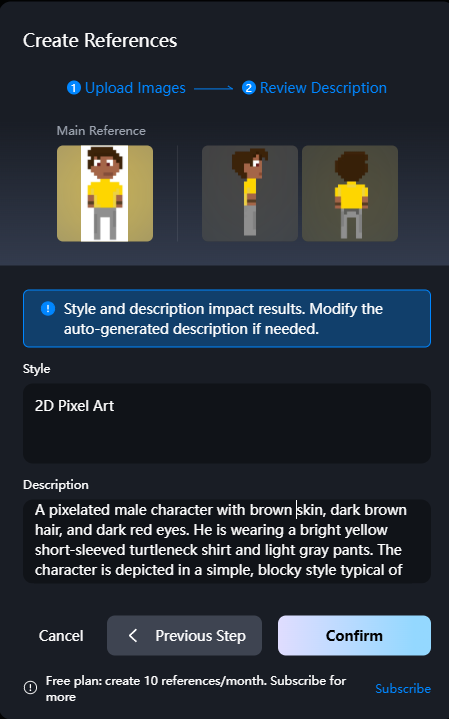 Create References
1 Upload Images
2 Review Description
Main Reference
Style and description impact results. Modify the
auto-generated description if needed.
Style
2D Pixel Art
Description
A pixelated male character with brown skin, dark brown
hair, and dark red eyes. He is wearing a bright yellow
short-sleeved turtleneck shirt and light gray pants. The
character is depicted in a simple, blocky style typical of
Cancel
Previous Step
Confirm
Free plan: create 10 references/month. Subscribe for
more
Subscribe